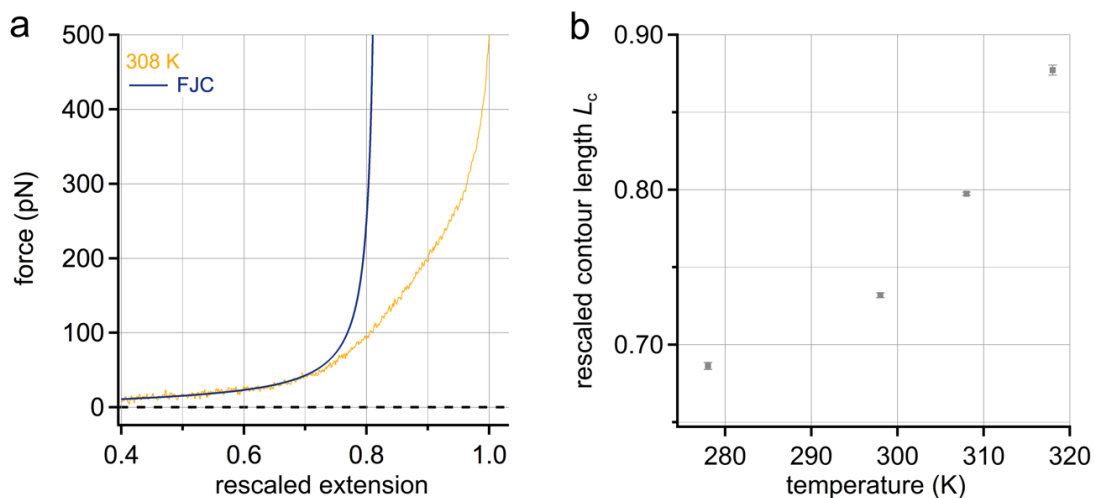 a
500
400
300
200
100
0
force (pN)
308 K
FJC
0.4
0.6
0.8
1.0
rescaled extension
b
0.90
0.80
0.70
rescaled contour length Lc
280
290
300
310
320
temperature (K)